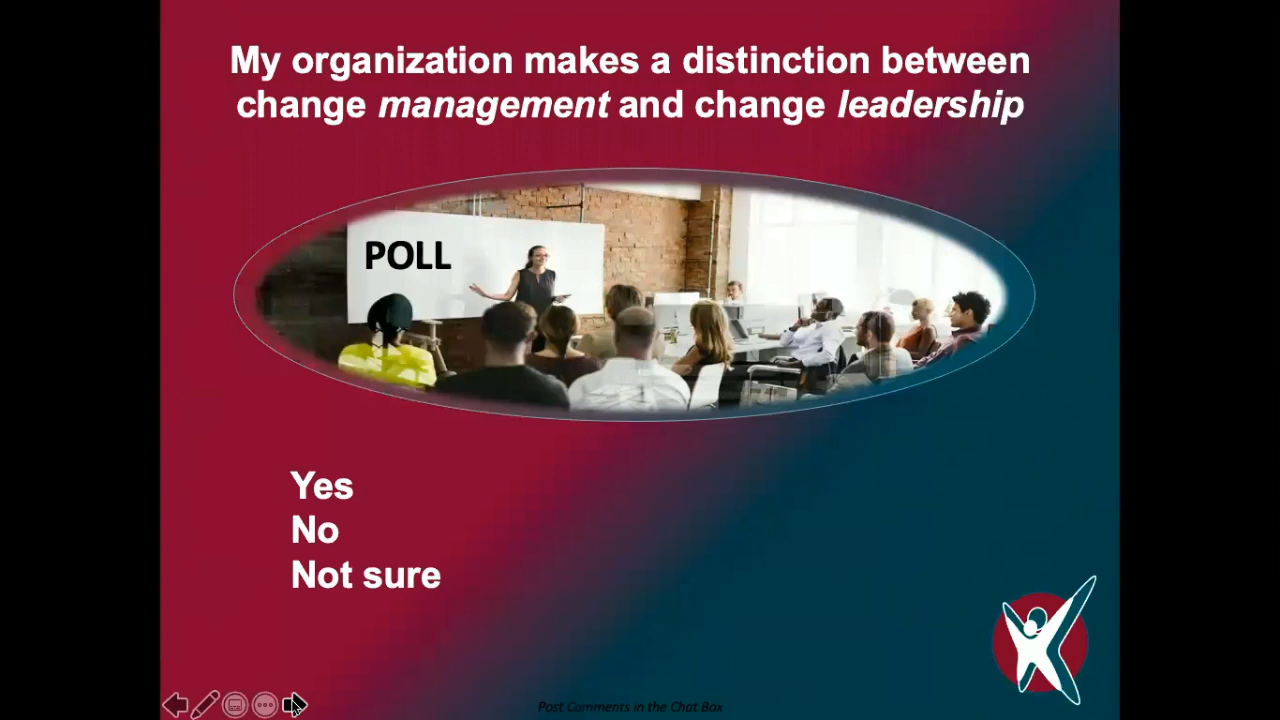 My organization makes a distinction between
change management and change leadership
POLL
Yes
No
Not sure
Post Comments in the Chat Box